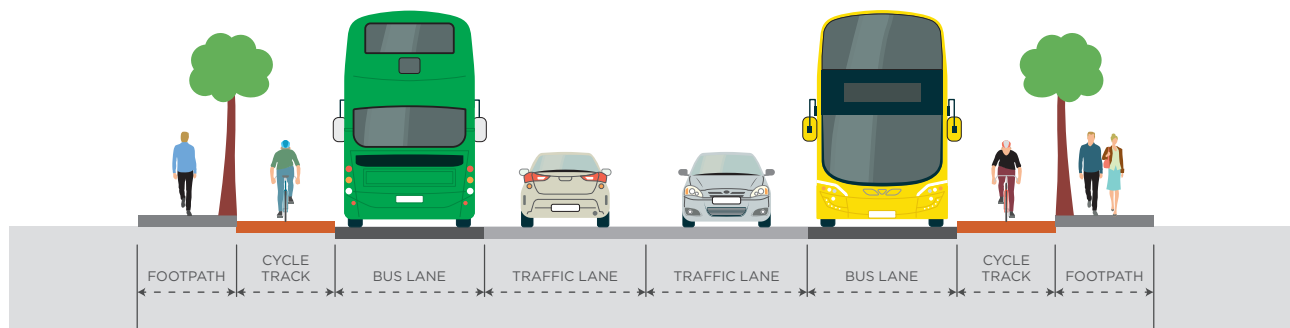 FOOTPATH
CYCLE
TRACK
BUS LANE
TRAFFIC LANE
TRAFFIC LANE
BUS LANE
CYCLE
TRACK
FOOTPATH